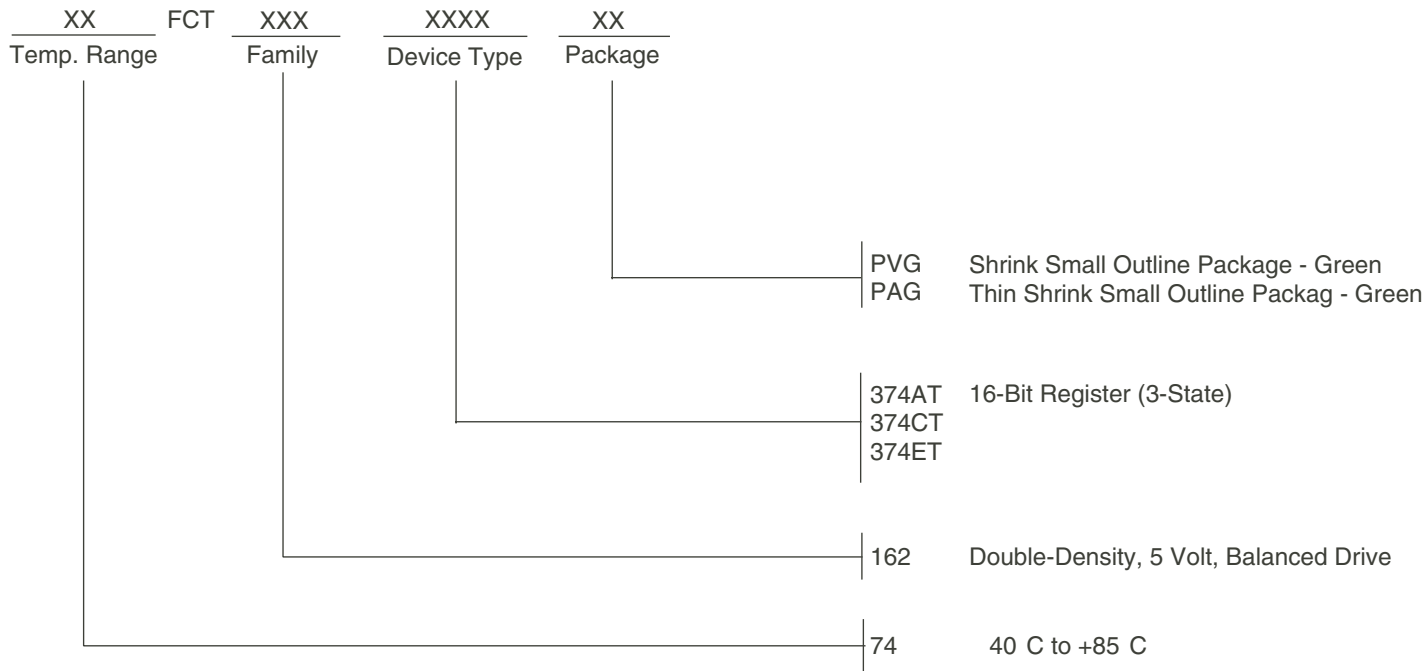 XX FCT XXX XXXX XX
Temp. Range Family Device Type Package
PVG Shrink Small Outline Package - Green
PAG Thin Shrink Small Outline Packag - Green
374AT 16-Bit Register (3-State)
374CT
374ET
162 Double-Density, 5 Volt, Balanced Drive
74 40 C to +85 C